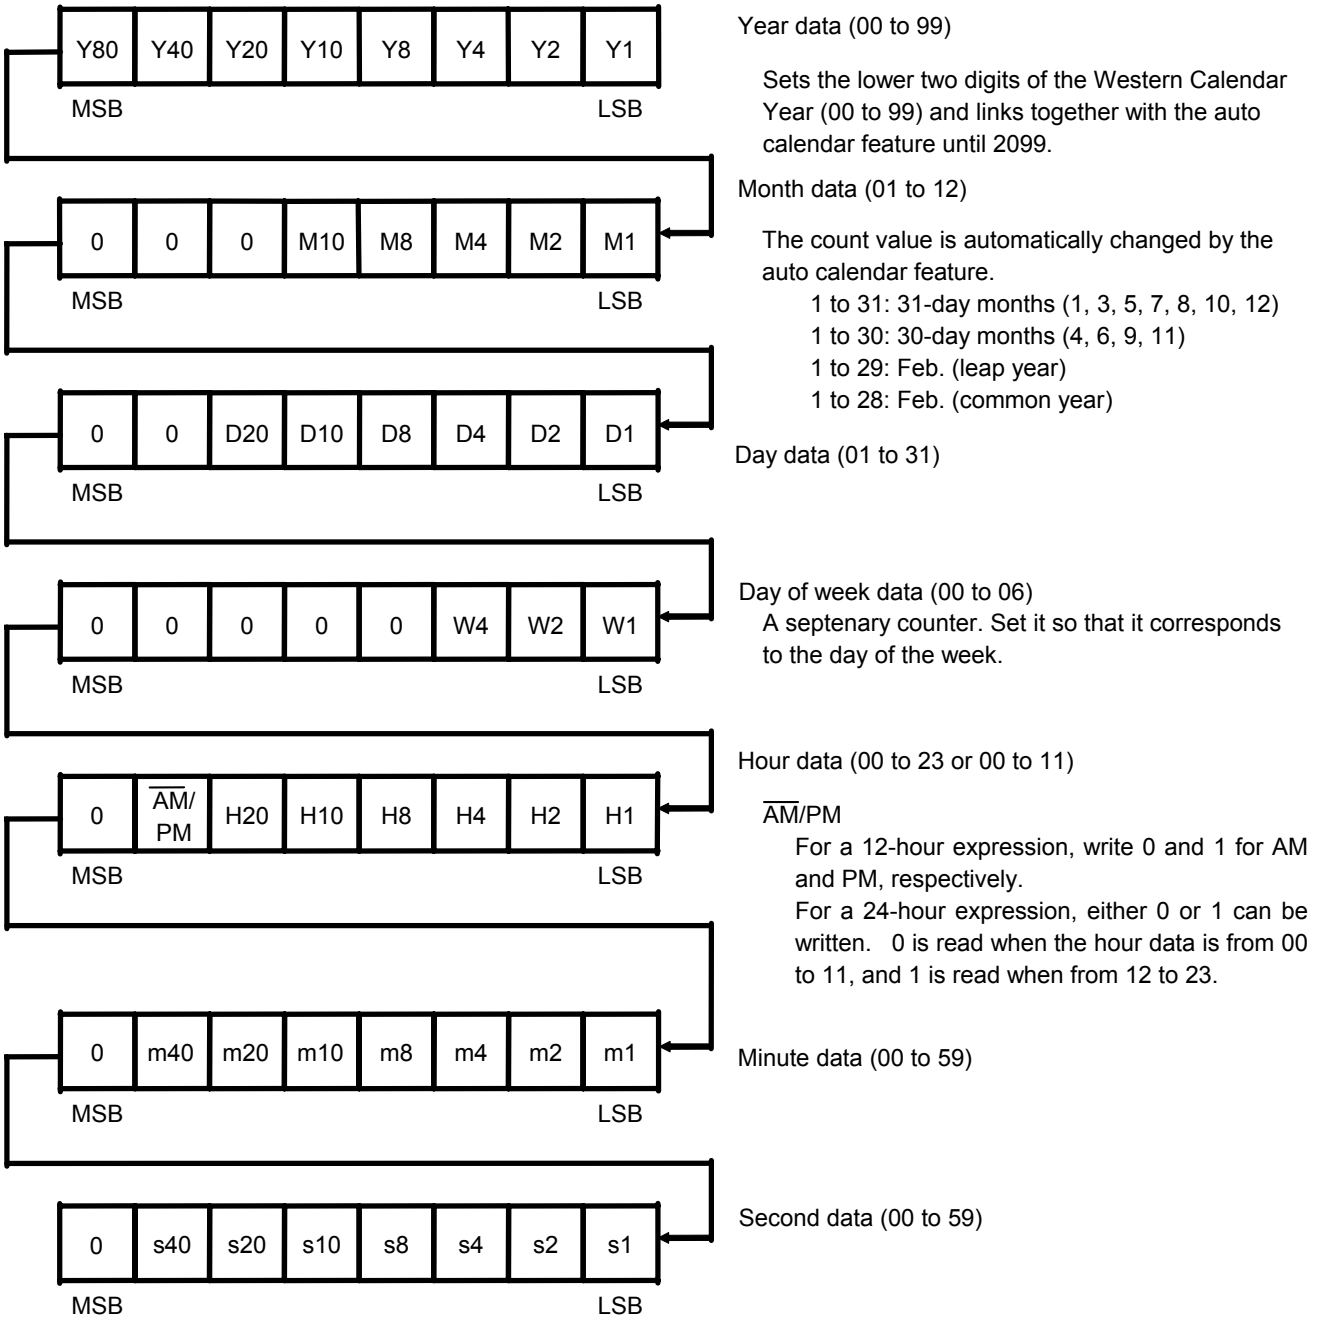 Y80 Y40 Y20 Y10 Y8 Y4 Y2 Y1
MSB LSB
Year data (00 to 99)
Sets the lower two digits of the Western Calendar
Year (00 to 99) and links together with the auto
calendar feature until 2099.
0 0 0 M10 M8 M4 M2 M1
MSB LSB
Month data (01 to 12)
The count value is automatically changed by the
auto calendar feature.
1 to 31: 31-day months (1, 3, 5, 7, 8, 10, 12)
1 to 30: 30-day months (4, 6, 9, 11)
1 to 29: Feb. (leap year)
1 to 28: Feb. (common year)
0 0 D20 D10 D8 D4 D2 D1
MSB LSB
Day data (01 to 31)
0 0 0 0 0 W4 W2 W1
MSB LSB
Day of week data (00 to 06)
A septenary counter. Set it so that it corresponds
to the day of the week.
0 A̅M̅/ PM H20 H10 H8 H4 H2 H1
MSB LSB
Hour data (00 to 23 or 00 to 11)
A̅M̅/PM
For a 12-hour expression, write 0 and 1 for AM
and PM, respectively.
For a 24-hour expression, either 0 or 1 can be
written. 0 is read when the hour data is from 00
to 11, and 1 is read when from 12 to 23.
0 m40 m20 m10 m8 m4 m2 m1
MSB LSB
Minute data (00 to 59)
0 s40 s20 s10 s8 s4 s2 s1
MSB LSB
Second data (00 to 59)